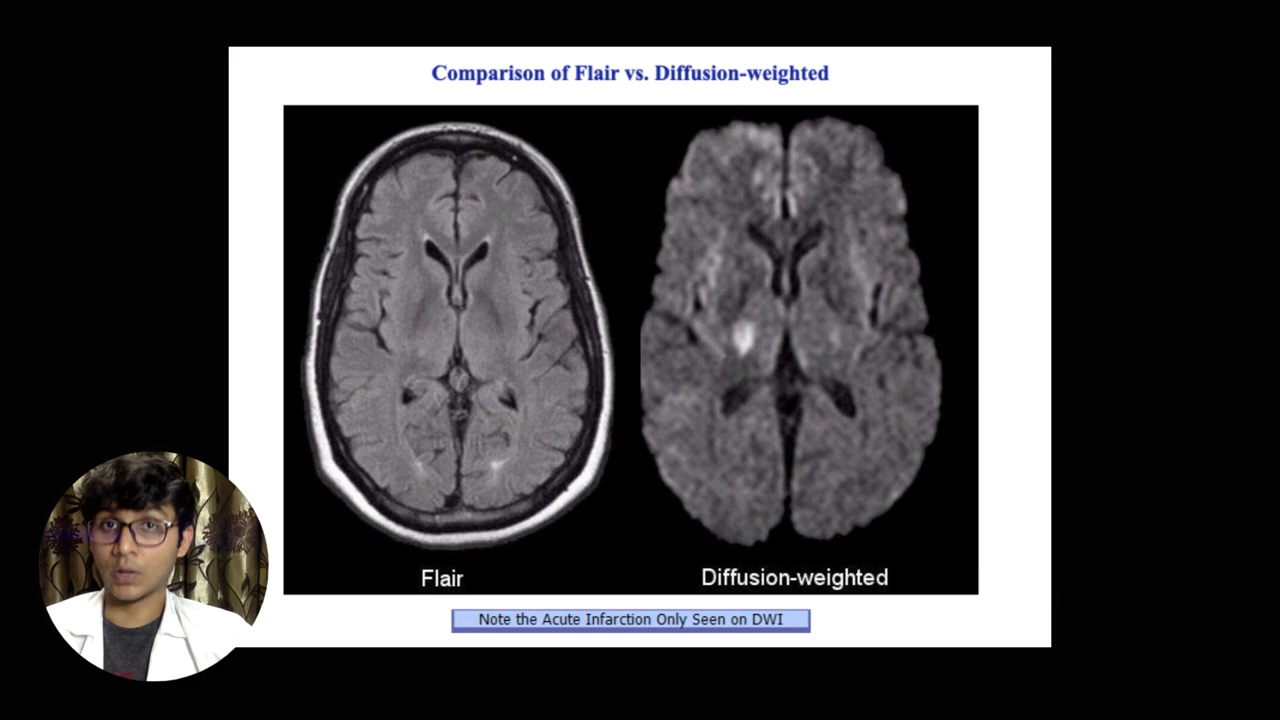 Comparison of Flair vs. Diffusion-weighted
Flair
Diffusion-weighted
Note the Acute Infarction Only Seen on DWI